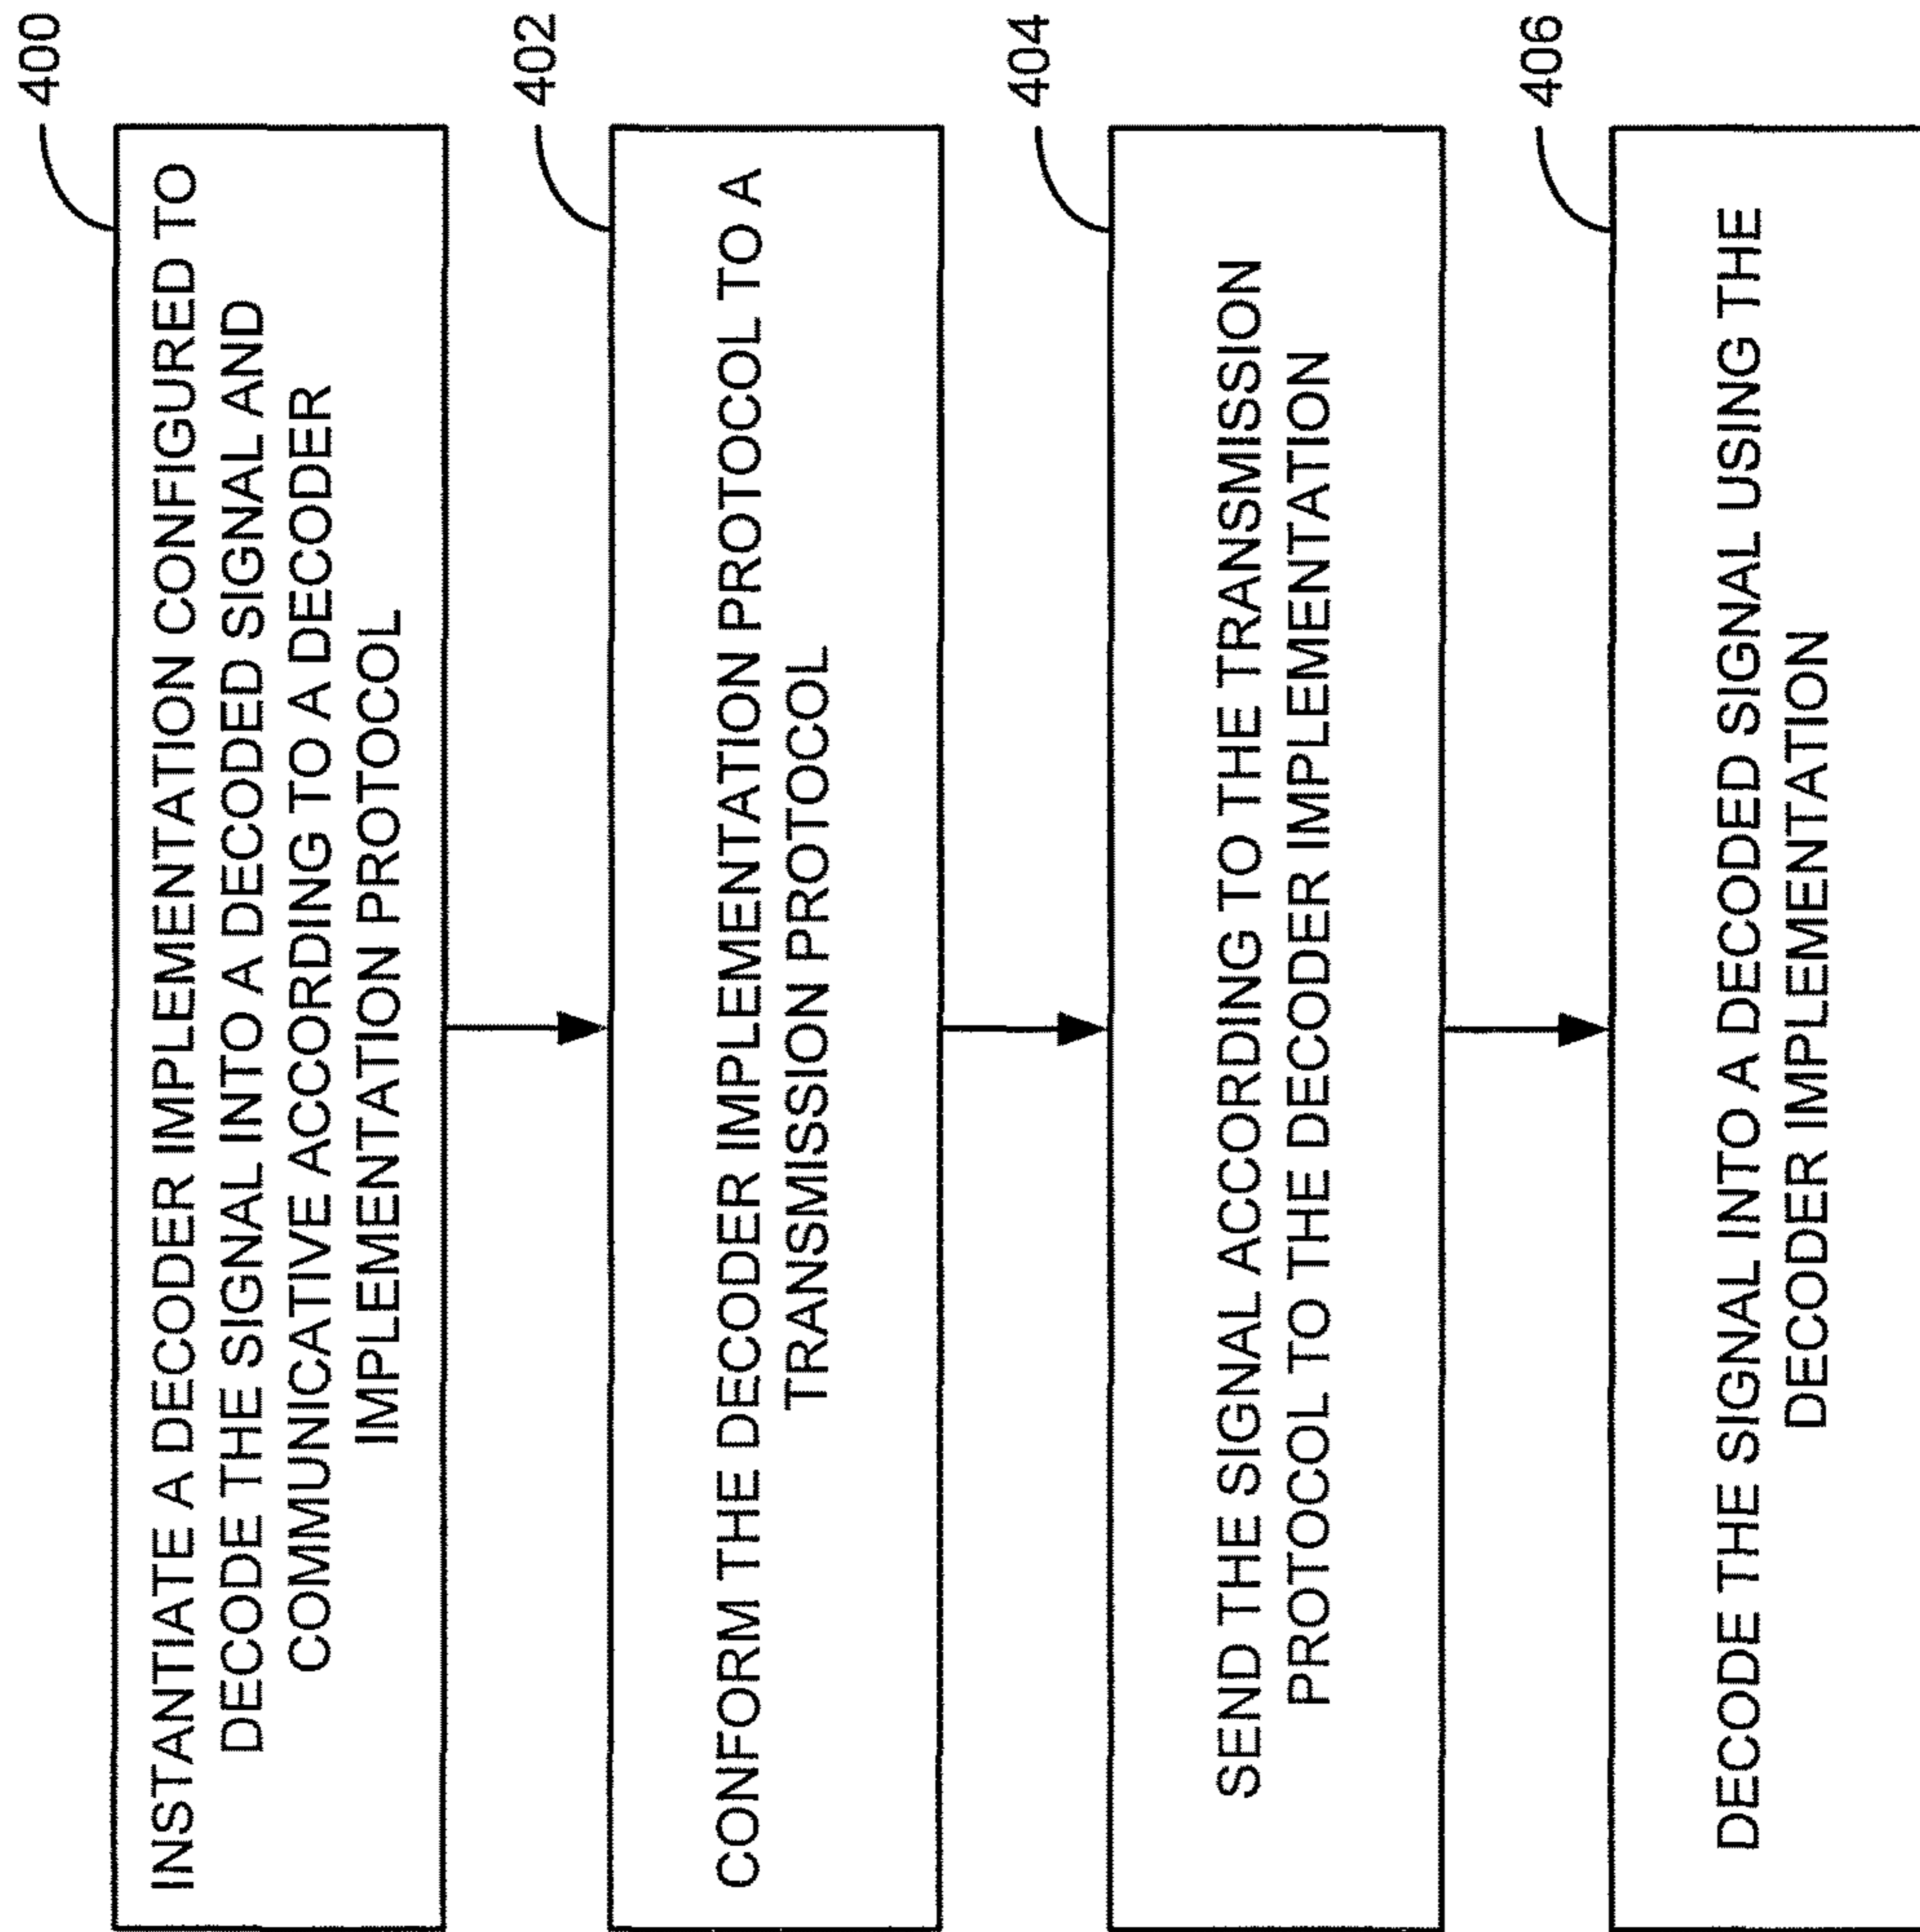 400
INSTANTIATE A DECODER IMPLEMENTATION CONFIGURED TO
DECODE THE SIGNAL INTO A DECODED SIGNAL AND
COMMUNICATIVE ACCORDING TO A DECODER
IMPLEMENTATION PROTOCOL
402
CONFORM THE DECODER IMPLEMENTATION PROTOCOL TO A
TRANSMISSION PROTOCOL
404
SEND THE SIGNAL ACCORDING TO THE TRANSMISSION
PROTOCOL TO THE DECODER IMPLEMENTATION
406
DECODE THE SIGNAL INTO A DECODED SIGNAL USING THE
DECODER IMPLEMENTATION